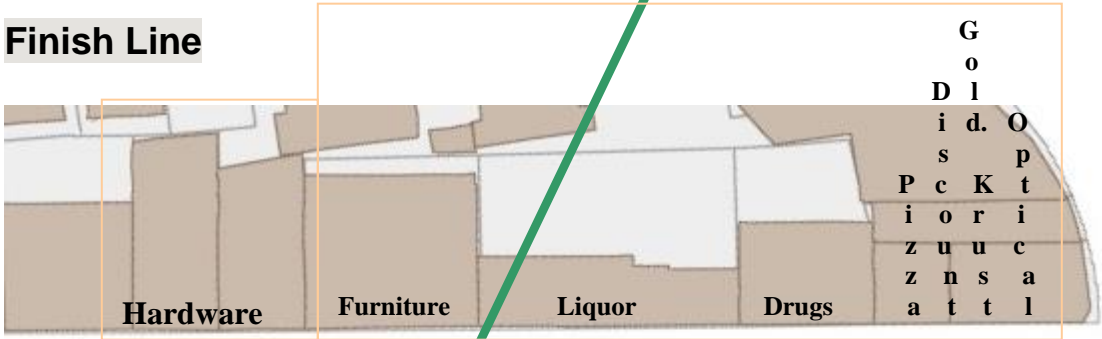 Finish Line
Hardware
Furniture
Liquor
Drugs
Pizza
Discount
Gold. Krust
Optical